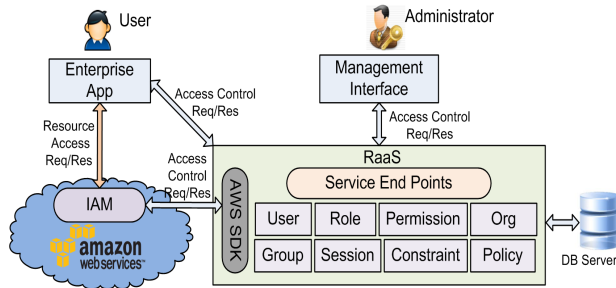 User
Administrator
Enterprise
App
Management
Interface
Access Control
Req/Res
Access Control
Req/Res
Resource
Access
Req/Res
Access
Control
Req/Res
RaaS
AWS SDK
Service End Points
IAM
User
Role
Permission
Org
Group
Session
Constraint
Policy
amazon
webservices™
DB Server